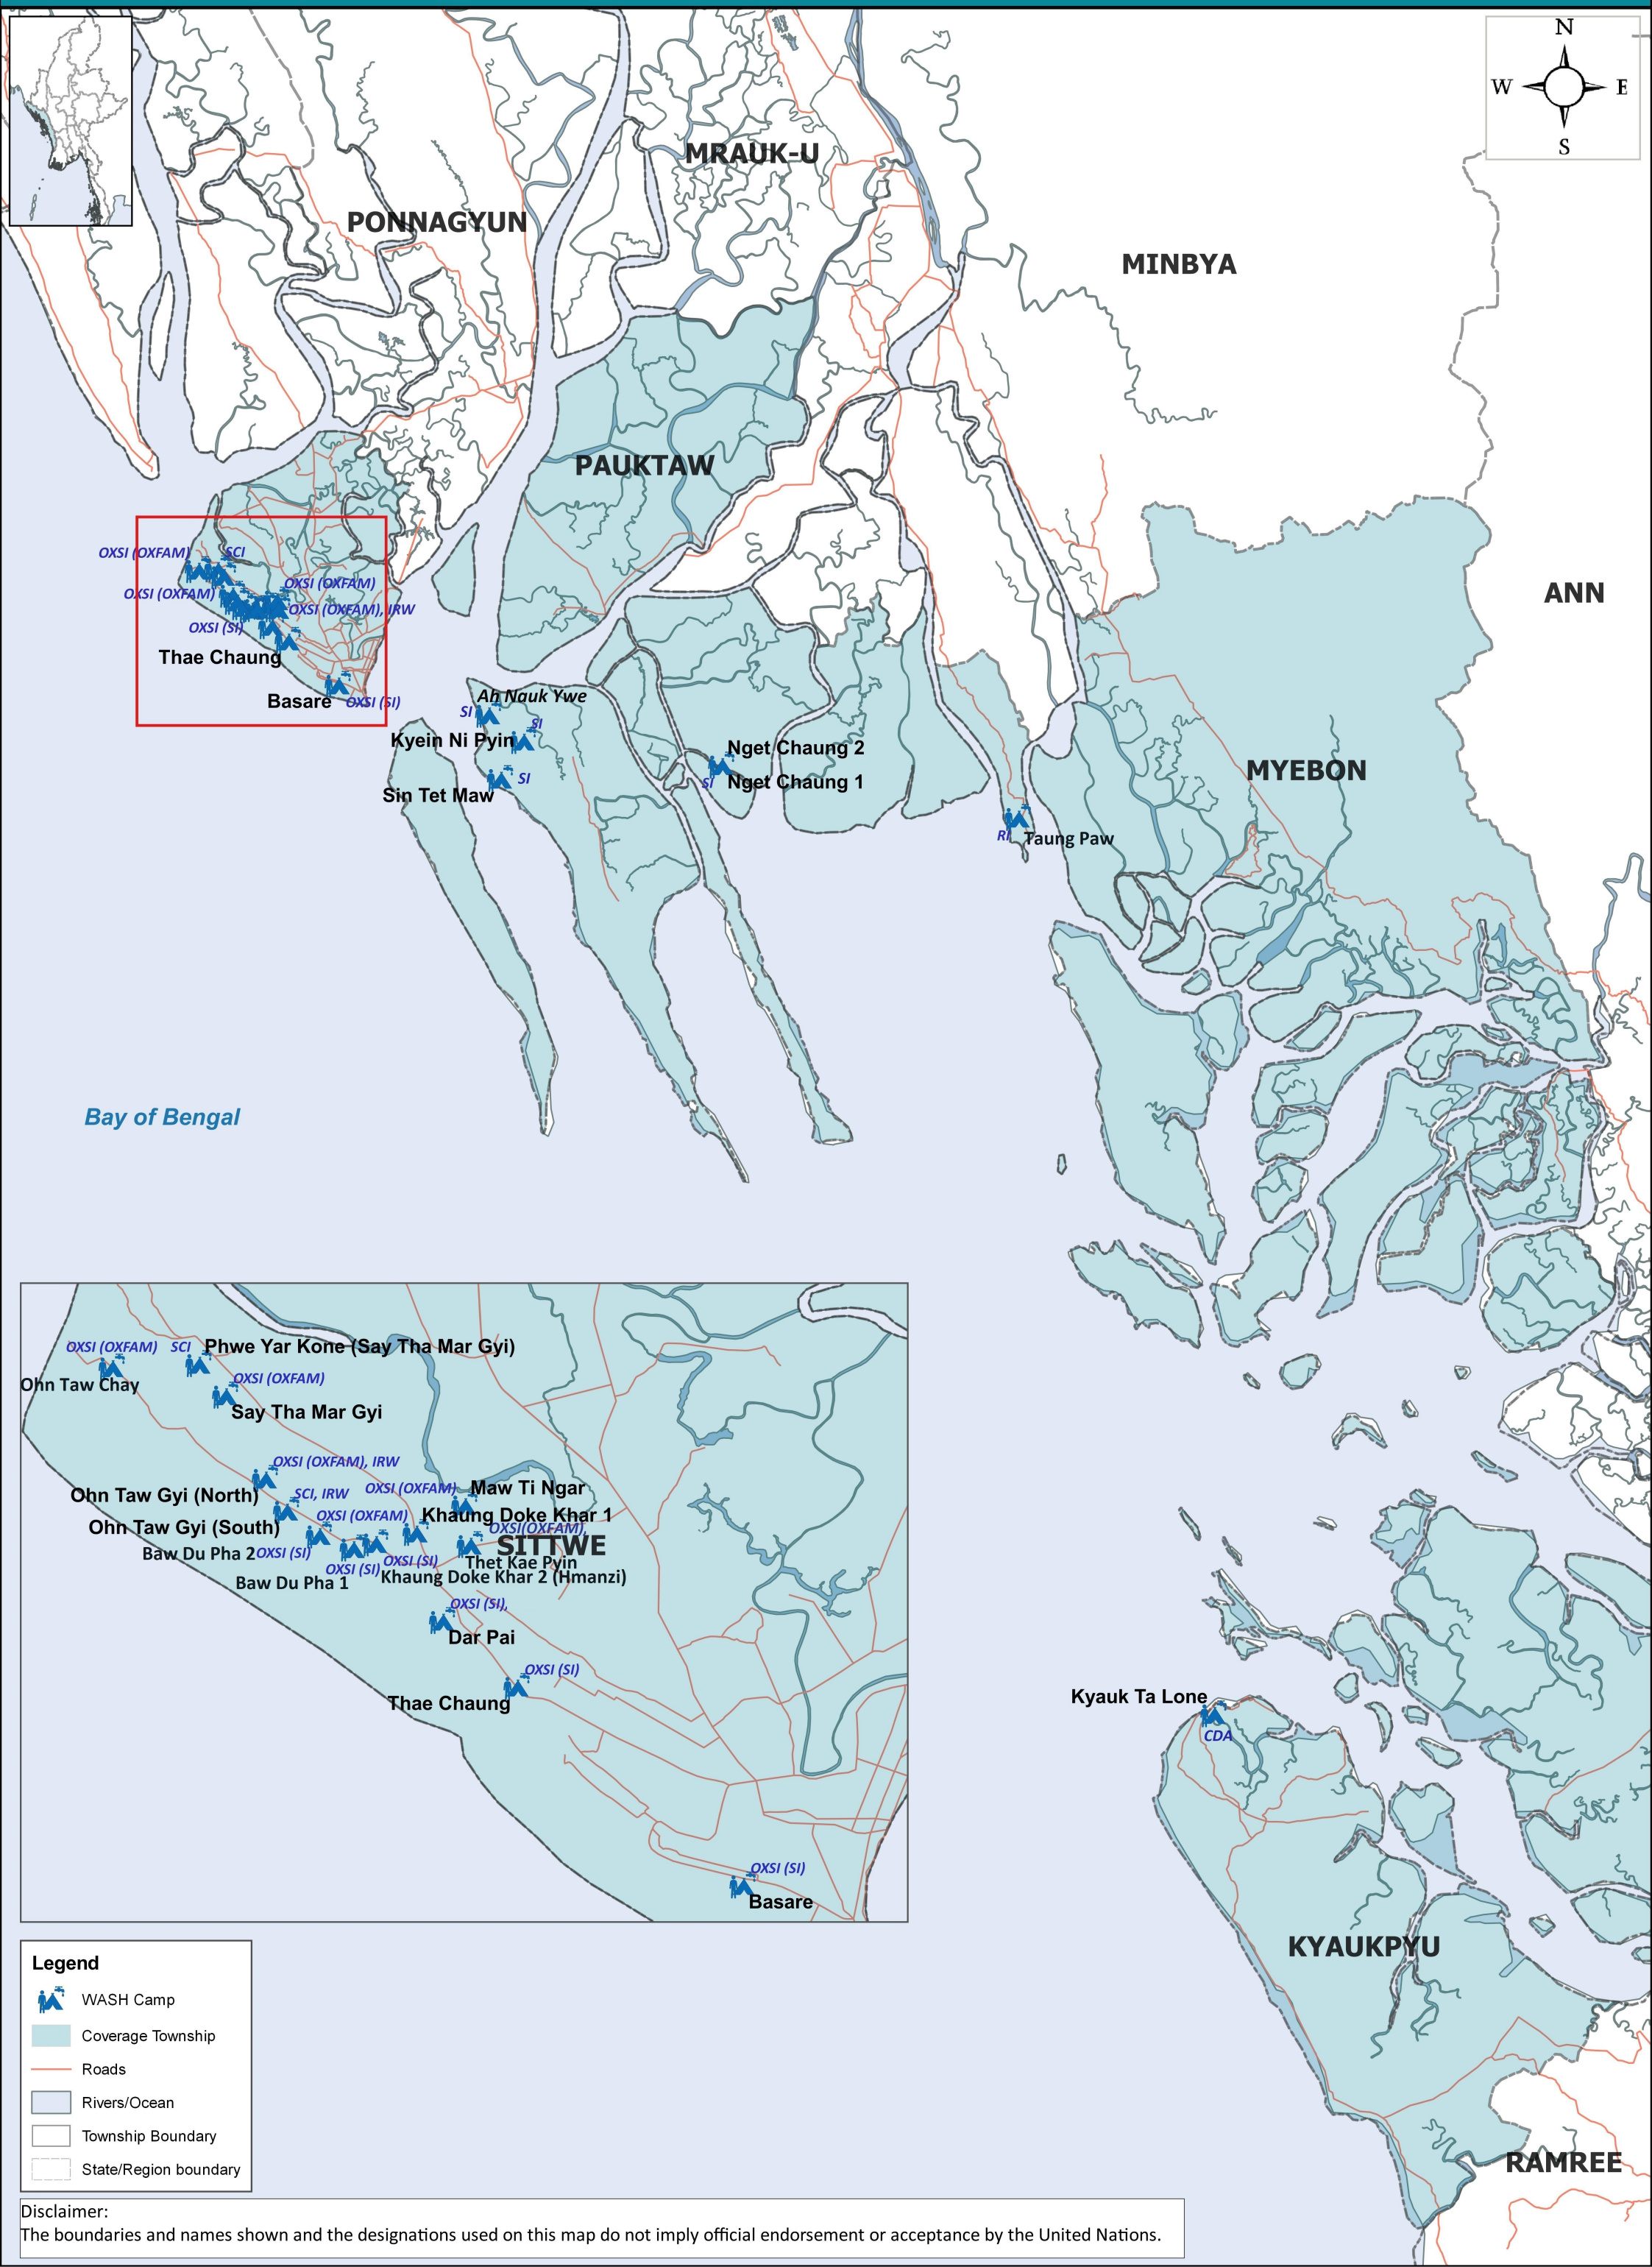 N
W E
S
MRAUK-U
PONNAGYUN
MINBYA
PAUKTAW
ANN
OXSI (OXFAM) SCI
OXSI (OXFAM)
OXSI (OXFAM)
OXSI (OXFAM), IRW
OXSI (SI)
Thae Chaung
Basare OXSI (SI)
Ah Nauk Ywe
SI
SI
Kyein Ni Pyin
SI
Sin Tet Maw
Nget Chaung 2
SI Nget Chaung 1
MYEBON
RI Taung Paw
Bay of Bengal
OXSI (OXFAM) SCI Phwe Yar Kone (Say Tha Mar Gyi)
Ohn Taw Chay
OXSI (OXFAM)
Say Tha Mar Gyi
OXSI (OXFAM), IRW
Ohn Taw Gyi (North)
SCI, IRW
OXSI (OXFAM) Maw Ti Ngar
OXSI (OXFAM) Khaung Doke Khar 1
Ohn Taw Gyi (South)
OXSI(OXFAM),
SITTWE
Baw Du Pha 2 OXSI (SI)
OXSI (SI) OXSI (SI) Thet Kae Pyin
Baw Du Pha 1 Khaung Doke Khar 2 (Hmanzi)
OXSI (SI),
Dar Pai
OXSI (SI)
Thae Chaung
OXSI (SI)
Basare
Kyauk Ta Lone
CDA
KYAUKPYU
RAMREE
Legend
WASH Camp
Coverage Township
Roads
Rivers/Ocean
Township Boundary
State/Region boundary
Disclaimer:
The boundaries and names shown and the designations used on this map do not imply official endorsement or acceptance by the United Nations.